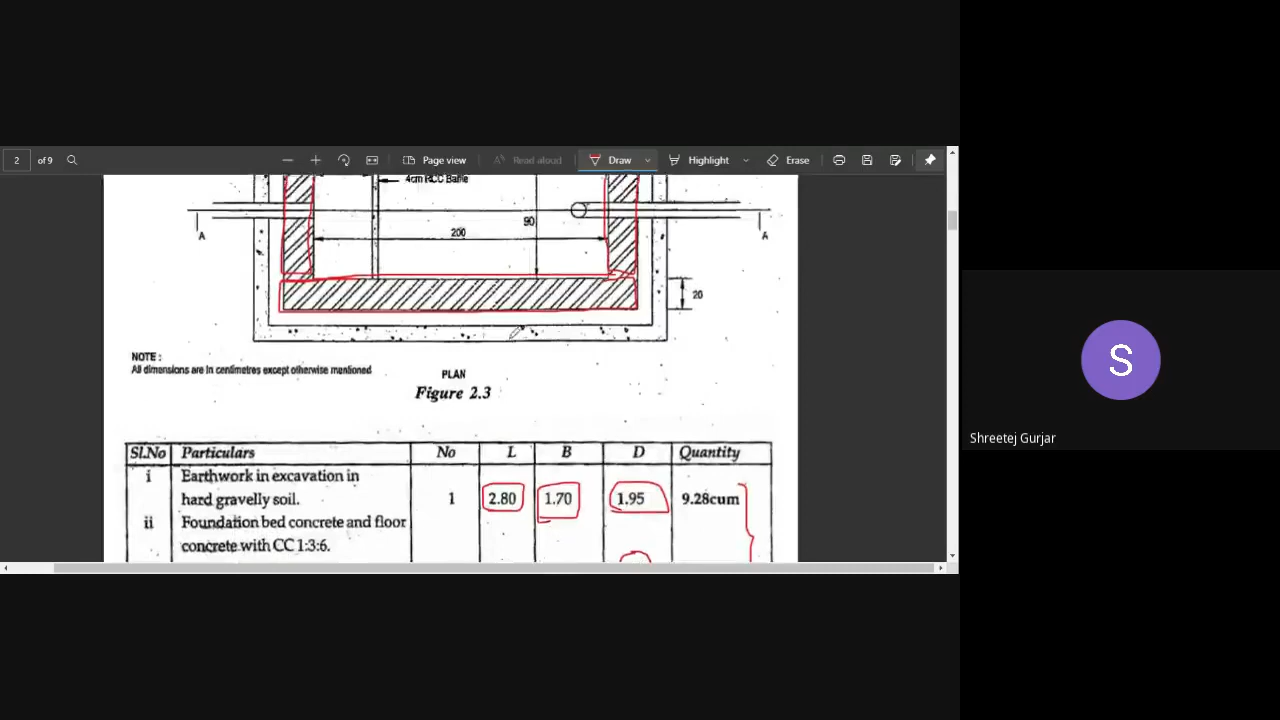 2 of 9 Page view Read aloud Draw Highlight Erase
4cm RCC Baffle
A
90
200
A
20
NOTE :
All dimensions are in centimetres except otherwise mentioned
PLAN
Figure 2.3
Sl.No Particulars No L B D Quantity
i Earthwork in excavation in
hard gravelly soil. 1 2.80 1.70 1.95 9.28cum
ii Foundation bed concrete and floor
concrete with CC 1:3:6.
S
Shreetej Gurjar